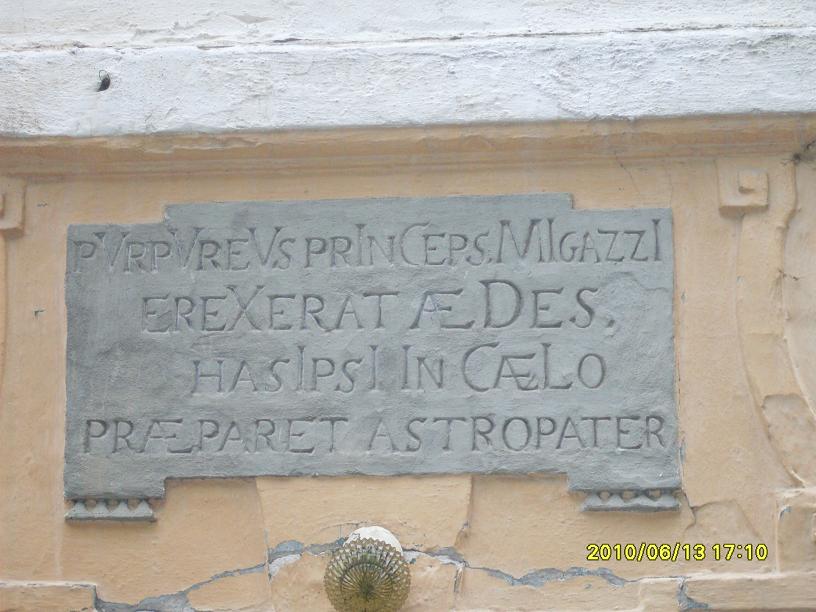 PVRPVREVS PRINCEPS. MIGAZZI
EREXERAT ÆDES.
HAS IPSI IN CÆLO
PRÆPARET ASTROPATER
2010/06/13 17:10